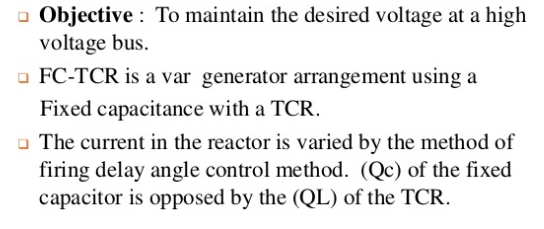 Objective : To maintain the desired voltage at a high
voltage bus.
FC-TCR is a var generator arrangement using a
Fixed capacitance with a TCR.
The current in the reactor is varied by the method of
firing delay angle control method. (Qc) of the fixed
capacitor is opposed by the (QL) of the TCR.